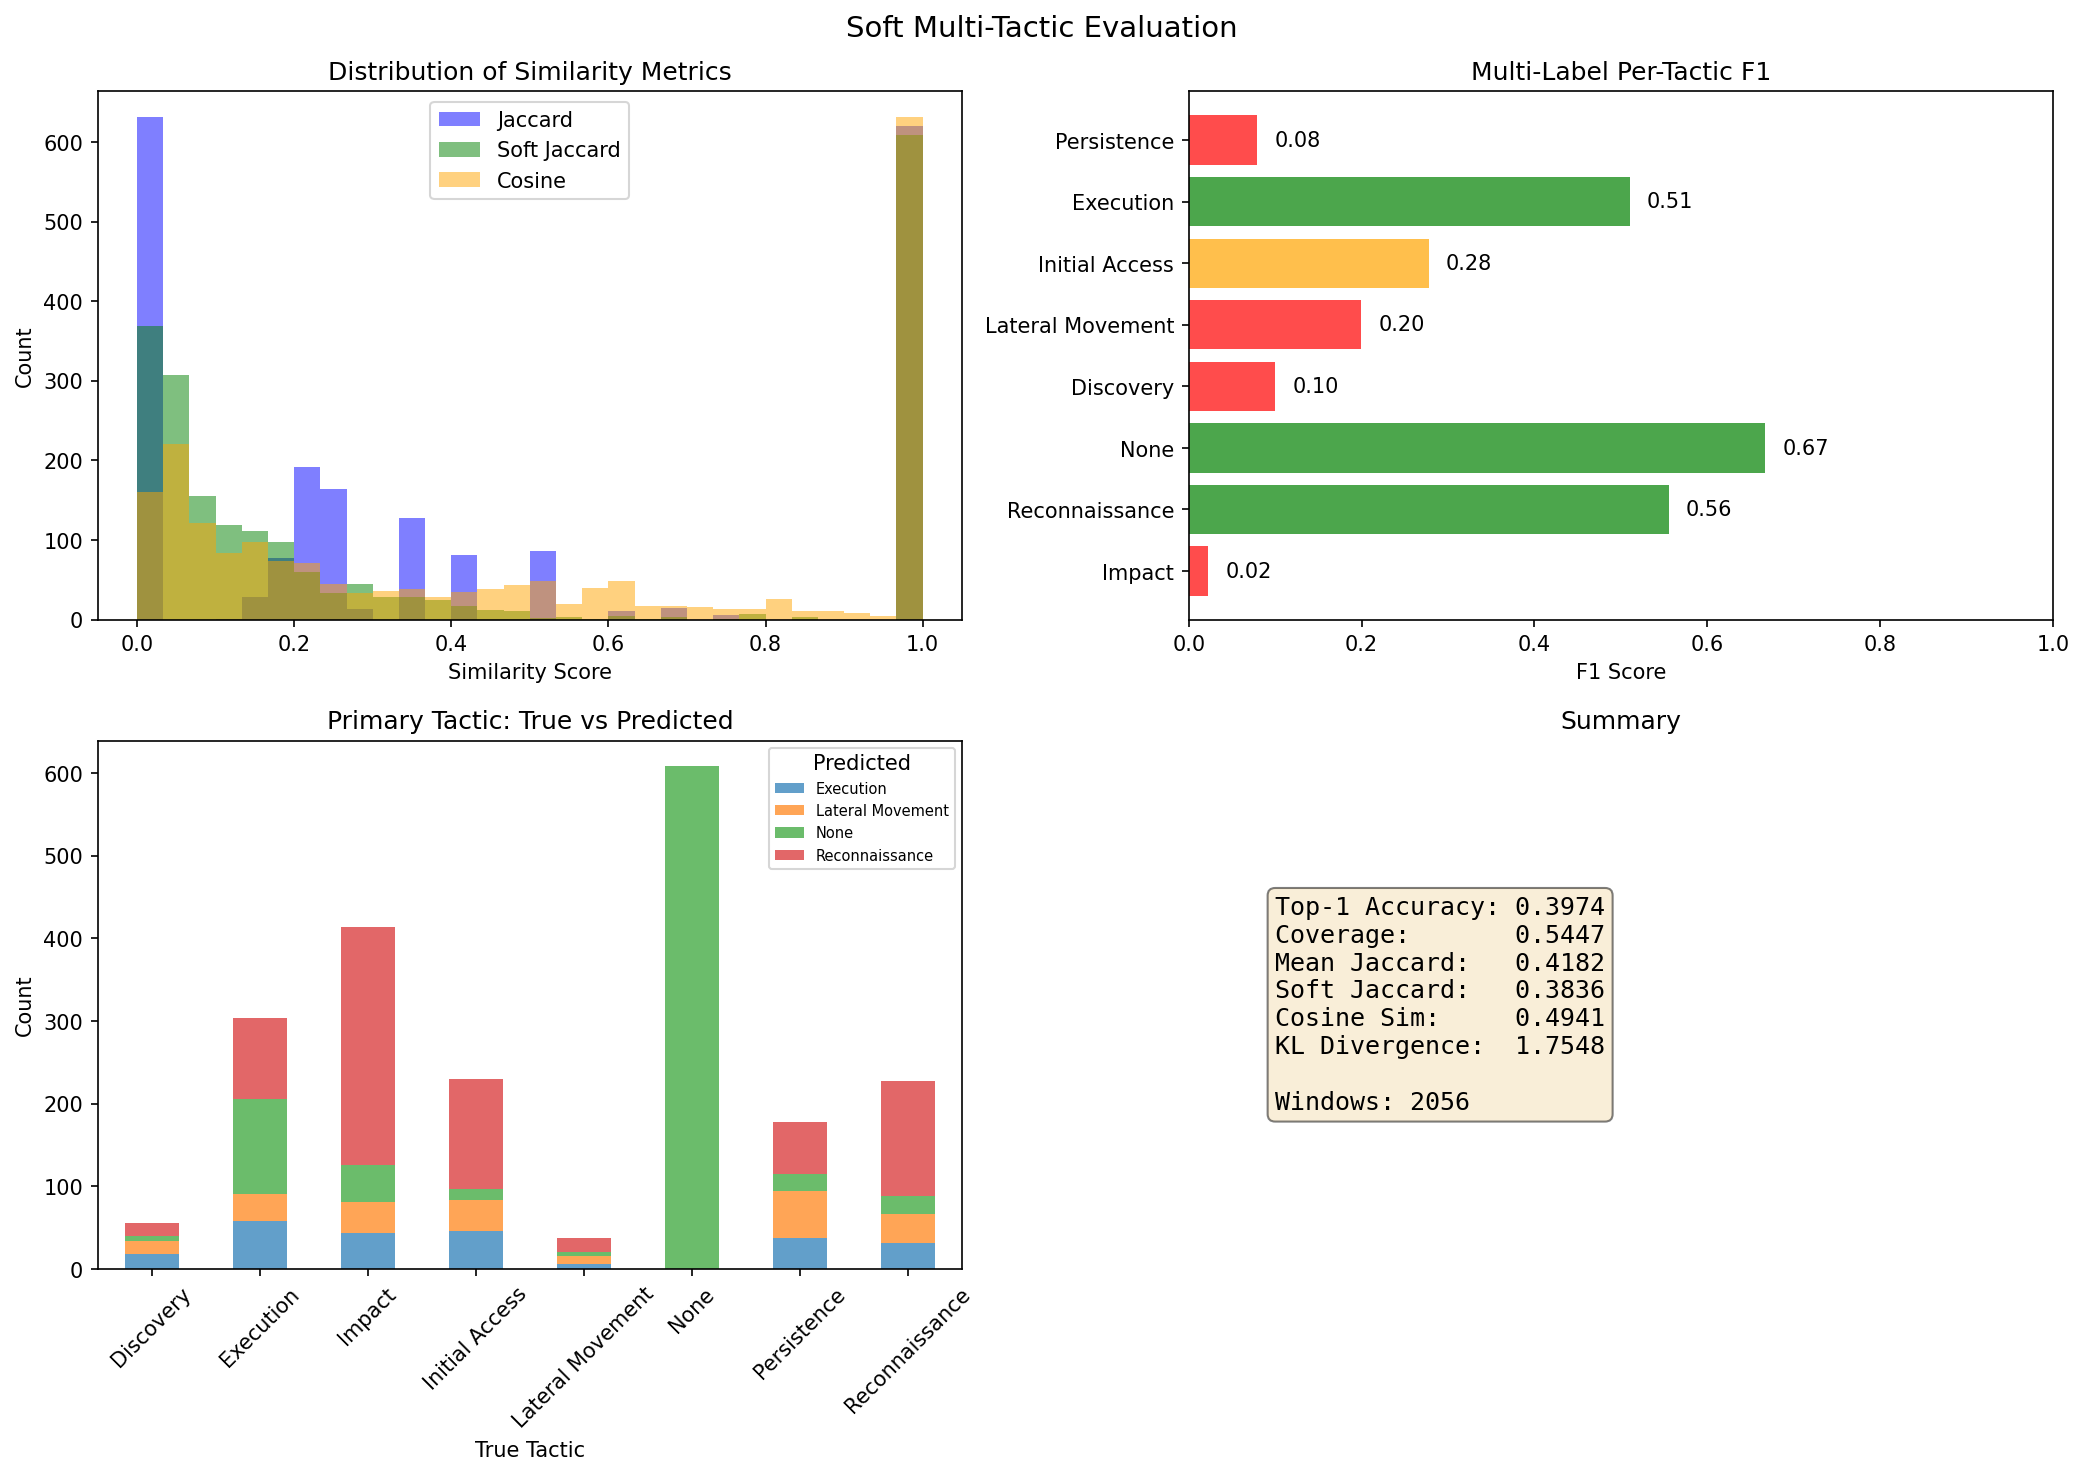 Soft Multi-Tactic Evaluation
Distribution of Similarity Metrics
Jaccard
Soft Jaccard
Cosine
Count
600
500
400
300
200
100
0
0.0 0.2 0.4 0.6 0.8 1.0
Similarity Score
Multi-Label Per-Tactic F1
Persistence 0.08
Execution 0.51
Initial Access 0.28
Lateral Movement 0.20
Discovery 0.10
None 0.67
Reconnaissance 0.56
Impact 0.02
0.0 0.2 0.4 0.6 0.8 1.0
F1 Score
Primary Tactic: True vs Predicted
Predicted
Execution
Lateral Movement
None
Reconnaissance
Count
600
500
400
300
200
100
0
Discovery
Execution
Impact
Initial Access
Lateral Movement
None
Persistence
Reconnaissance
True Tactic
Summary
Top-1 Accuracy: 0.3974
Coverage: 0.5447
Mean Jaccard: 0.4182
Soft Jaccard: 0.3836
Cosine Sim: 0.4941
KL Divergence: 1.7548
Windows: 2056